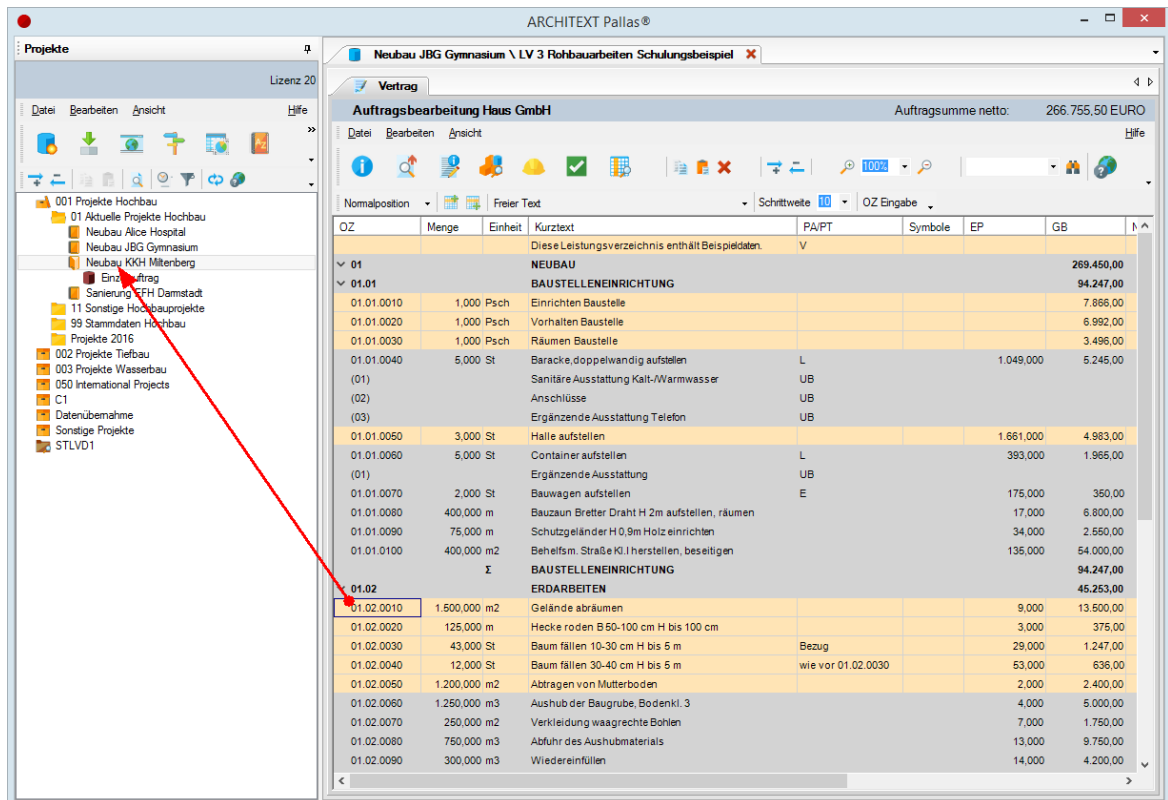 ARCHITEXT Pallas®
Projekte
Lizenz 20
Datei Bearbeiten Ansicht Hilfe
001 Projekte Hochbau
01 Aktuelle Projekte Hochbau
Neubau Alice Hospital
Neubau JBG Gymnasium
Neubau KKH Miltenberg
Sanierung EFH Darmstadt
11 Sonstige Hochbauprojekte
99 Stammdaten Hochbau
Projekte 2016
002 Projekte Tiefbau
003 Projekte Wasserbau
050 International Projects
C1
Datenübernahme
Sonstige Projekte
STLVD1
Neubau JBG Gymnasium \ LV 3 Rohbauarbeiten Schulungsbeispiel
Vertrag
Auftragsbearbeitung Haus GmbH Auftragsumme netto: 266.755,50 EURO
Datei Bearbeiten Ansicht Hilfe
100%
Normalposition Freier Text Schrittweite 10 OZ Eingabe
OZ Menge Einheit Kurztext PA/PT Symbole EP GB
Diese Leistungsverzeichnis enthält Beispieldaten. V
01 NEUBAU 269.450,00
01.01 BAUSTELLENEINRICHTUNG 94.247,00
01.01.0010 1,000 Psch Einrichten Baustelle 7.866,00
01.01.0020 1,000 Psch Vorhalten Baustelle 6.992,00
01.01.0030 1,000 Psch Räumen Baustelle 3.496,00
01.01.0040 5,000 St Baracke,doppelwandig aufstellen L 1.049,000 5.245,00
(01) Sanitäre Ausstattung Kalt-/Warmwasser UB
(02) Anschlüsse UB
(03) Ergänzende Ausstattung Telefon UB
01.01.0050 3,000 St Halle aufstellen 1.661,000 4.983,00
01.01.0060 5,000 St Container aufstellen L 393,000 1.965,00
(01) Ergänzende Ausstattung UB
01.01.0070 2,000 St Bauwagen aufstellen E 175,000 350,00
01.01.0080 400,000 m Bauzaun Bretter Draht H 2m aufstellen, räumen 17,000 6.800,00
01.01.0090 75,000 m Schutzgeländer H 0,9m Holz einrichten 34,000 2.550,00
01.01.0100 400,000 m2 Behelfsm. Straße Kl.I herstellen, beseitigen 135,000 54.000,00
Σ BAUSTELLENEINRICHTUNG 94.247,00
01.02 ERDARBEITEN 45.253,00
01.02.0010 1.500,000 m2 Gelände abräumen 9,000 13.500,00
01.02.0020 125,000 m Hecke roden B 50-100 cm H bis 100 cm 3,000 375,00
01.02.0030 43,000 St Baum fällen 10-30 cm H bis 5 m Bezug 29,000 1.247,00
01.02.0040 12,000 St Baum fällen 30-40 cm H bis 5 m wie vor 01.02.0030 53,000 636,00
01.02.0050 1.200,000 m2 Abtragen von Mutterboden 2,000 2.400,00
01.02.0060 1.250,000 m3 Aushub der Baugrube, Bodenkl. 3 4,000 5.000,00
01.02.0070 250,000 m2 Verkleidung waagrechte Bohlen 7,000 1.750,00
01.02.0080 750,000 m3 Abfuhr des Aushubmaterials 13,000 9.750,00
01.02.0090 300,000 m3 Wiedereinfüllen 14,000 4.200,00